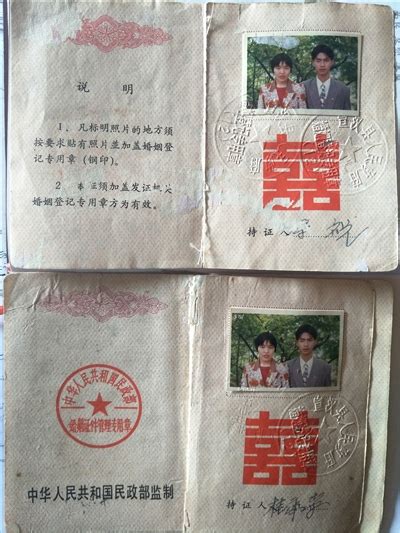 说 明
1、凡标明照片的地方须
按要求贴有照片并加盖婚姻登
记专用章(钢印)。
2、本证须加盖发证机关
婚姻登记专用章方为有效。
囍
持证人
中华人民共和国民政部
婚姻证件管理专用章
中华人民共和国民政部监制
囍
持证人